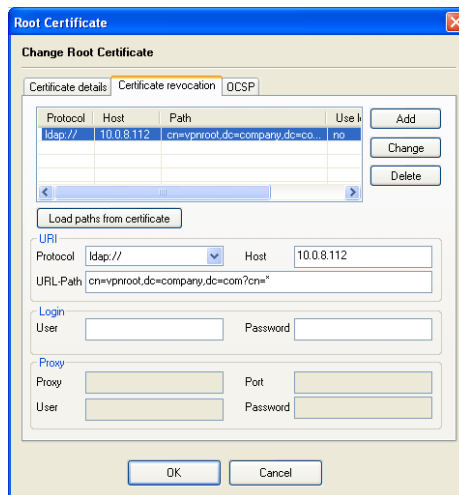 Root Certificate
Change Root Certificate
Certificate details Certificate revocation OCSP
Protocol Host Path Use l
ldap:// 10.0.8.112 cn=vpnroot,dc=company,dc=co... no
Add
Change
Delete
Load paths from certificate
URI
Protocol ldap:// Host 10.0.8.112
URL-Path cn=vpnroot,dc=company,dc=com?cn=*
Login
User Password
Proxy
Proxy Port
User Password
OK Cancel